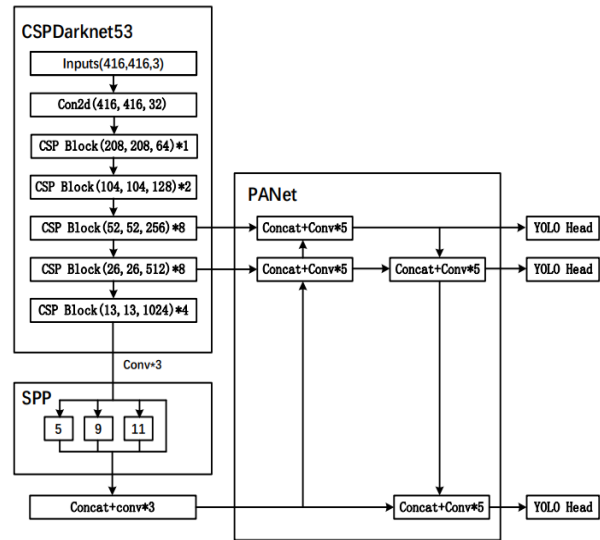 CSPDarknet53
Inputs(416,416,3)
Con2d(416,416,32)
CSP Block(208,208,64)*1
CSP Block(104,104,128)*2
CSP Block(52,52,256)*8
CSP Block(26,26,512)*8
CSP Block(13,13,1024)*4
Conv*3
SPP
5 9 11
Concat+conv*3
PANet
Concat+Conv*5
YOLO Head
Concat+Conv*5
Concat+Conv*5
YOLO Head
Concat+Conv*5
YOLO Head